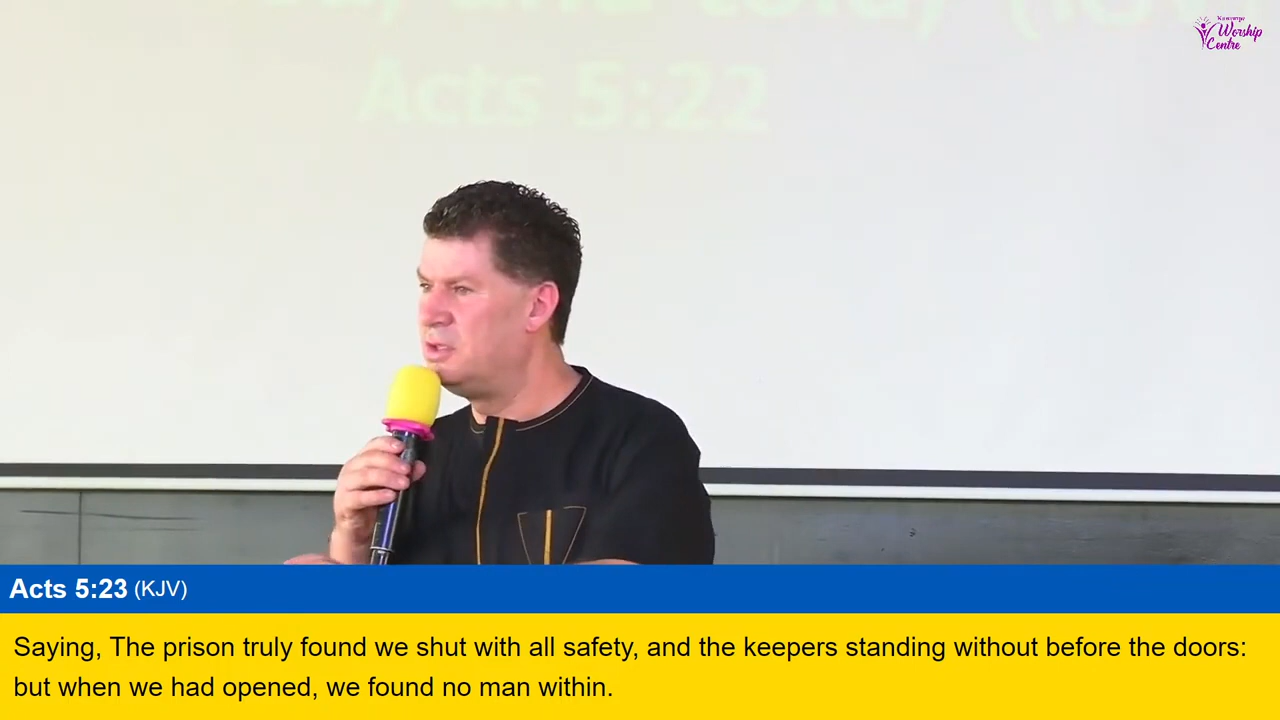 Worship
Centre
Acts 5:22
Acts 5:23 (KJV)
Saying, The prison truly found we shut with all safety, and the keepers standing without before the doors:
but when we had opened, we found no man within.